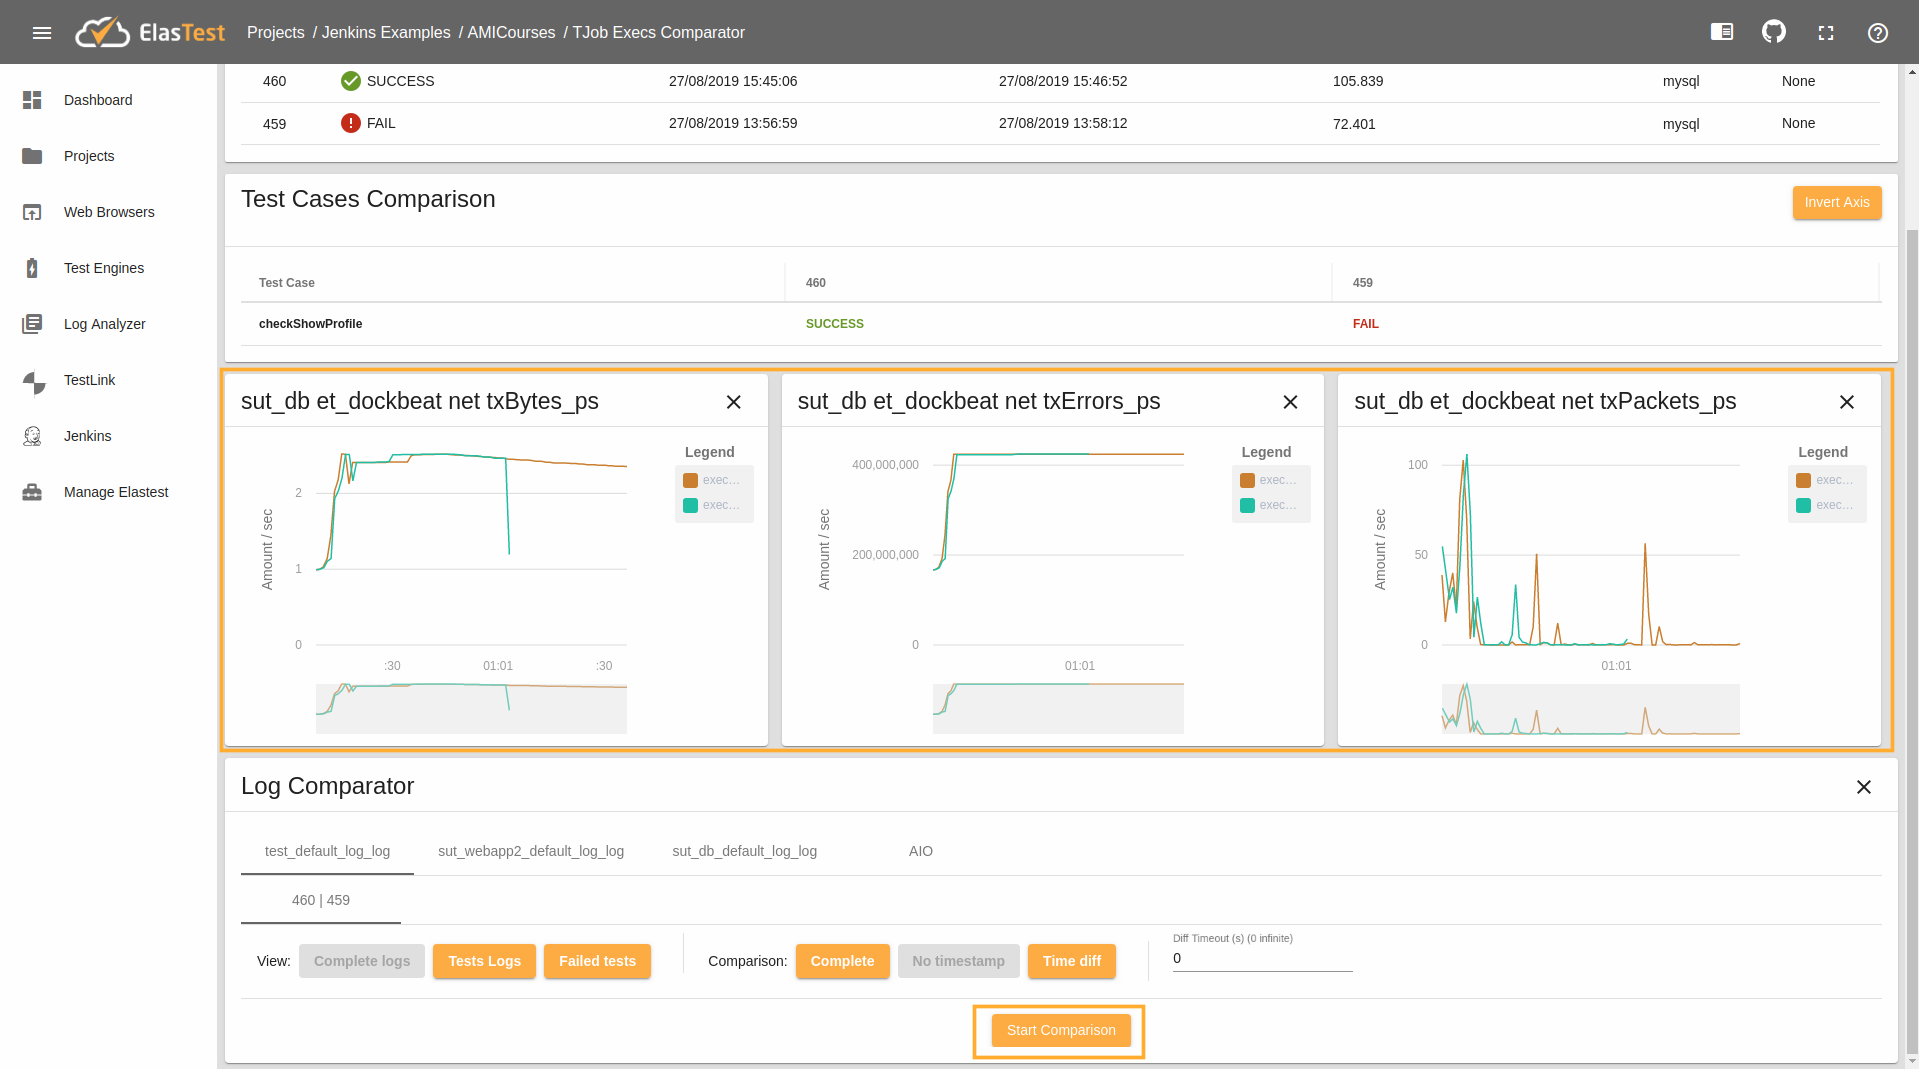 ElasTest
Projects / Jenkins Examples / AMICourses / TJob Execs Comparator
Dashboard
Projects
Web Browsers
Test Engines
Log Analyzer
TestLink
Jenkins
Manage Elastest
460 SUCCESS 27/08/2019 15:45:06 27/08/2019 15:46:52 105.839 mysql None
459 FAIL 27/08/2019 13:56:59 27/08/2019 13:58:12 72.401 mysql None
Test Cases Comparison
Invert Axis
Test Case 460 459
checkShowProfile SUCCESS FAIL
sut_db et_dockbeat net txBytes_ps
Legend
exec...
exec...
Amount / sec
2
1
0
:30 01:01 :30
sut_db et_dockbeat net txErrors_ps
Legend
exec...
exec...
Amount / sec
400,000,000
200,000,000
0
01:01
sut_db et_dockbeat net txPackets_ps
Legend
exec...
exec...
Amount / sec
100
50
0
01:01
Log Comparator
test_default_log_log sut_webapp2_default_log_log sut_db_default_log_log AIO
460 | 459
View: Complete logs Tests Logs Failed tests Comparison: Complete No timestamp Time diff
Diff Timeout (s) (0 infinite)
0
Start Comparison